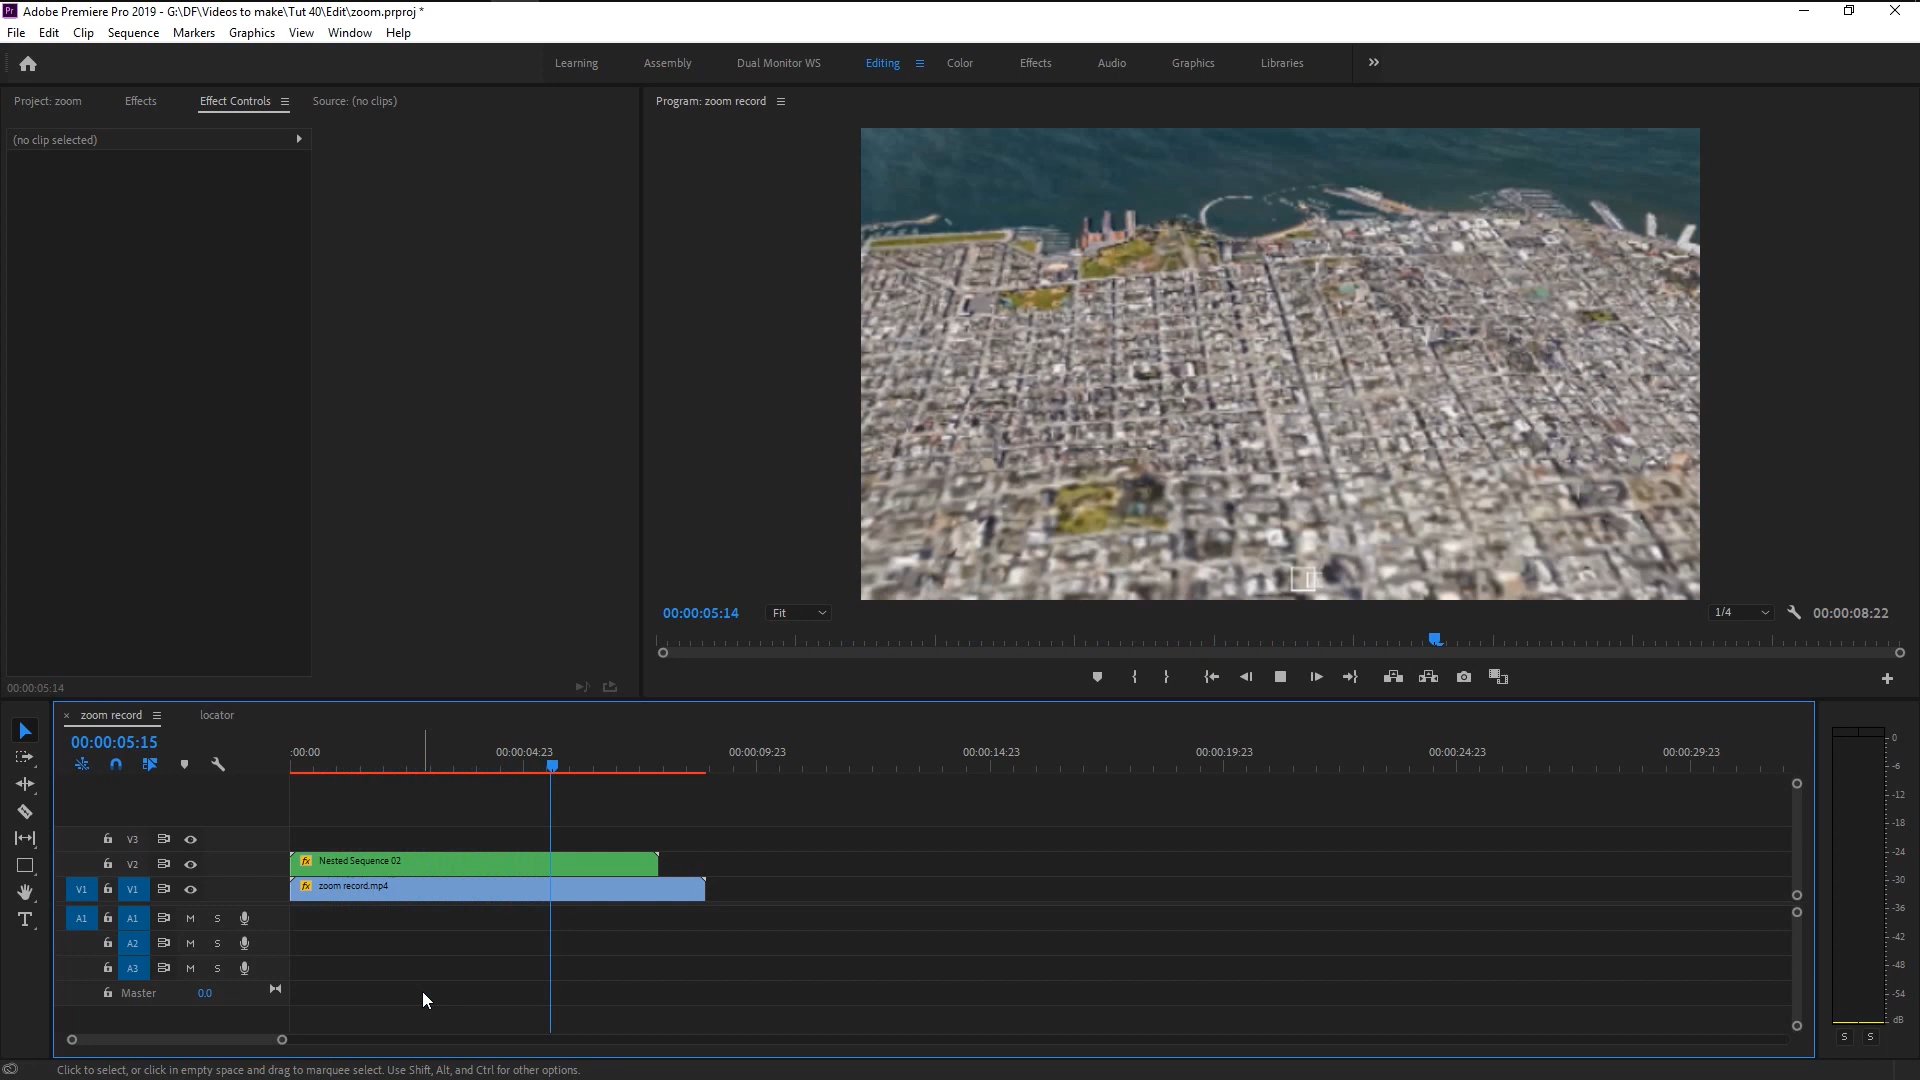 Pr Adobe Premiere Pro 2019 - G:\DF\Videos to make\Tut 40\Edit\zoom.prproj *
File Edit Clip Sequence Markers Graphics View Window Help
Learning Assembly Dual Monitor WS Editing Color Effects Audio Graphics Libraries
Project: zoom Effects Effect Controls Source: (no clips)
Program: zoom record
(no clip selected)
00:00:05:14 Fit 1/4 00:00:08:22
00:00:05:14
zoom record locator
00:00:05:15
:00:00 00:00:04:23 00:00:09:23 00:00:14:23 00:00:19:23 00:00:24:23 00:00:29:23
V3
V2 fx Nested Sequence 02
V1 V1 fx zoom record.mp4
A1 A1 M S
A2 M S
A3 M S
Master 0.0
0
-6
-12
-18
-24
-30
-36
-42
-48
-54
dB
S S
Click to select, or click in empty space and drag to marquee select. Use Shift, Alt, and Ctrl for other options.